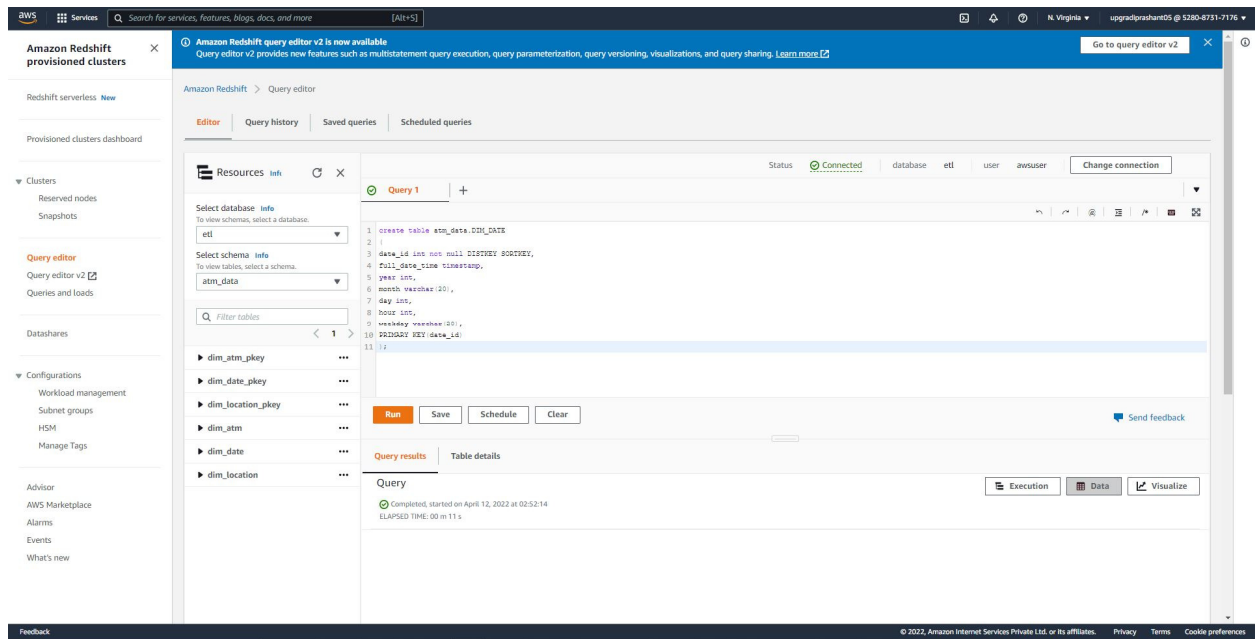 aws
Services
Search for services, features, blogs, docs, and more
[Alt+S]
N. Virginia
upgradiprashant05 @ 5280-8731-7176
Amazon Redshift
provisioned clusters
Redshift serverless New
Provisioned clusters dashboard
Clusters
Reserved nodes
Snapshots
Query editor
Query editor v2
Queries and loads
Datashares
Configurations
Workload management
Subnet groups
HSM
Manage Tags
Advisor
AWS Marketplace
Alarms
Events
What's new
Amazon Redshift query editor v2 is now available
Query editor v2 provides new features such as multistatement query execution, query parameterization, query versioning, visualizations, and query sharing. Learn more
Go to query editor v2
Amazon Redshift > Query editor
Editor
Query history
Saved queries
Scheduled queries
Resources Info
Select database Info
To view schemas, select a database.
etl
Select schema Info
To view tables, select a schema.
atm_data
Filter tables
< 1 >
dim_atm_pkey
dim_date_pkey
dim_location_pkey
dim_atm
dim_date
dim_location
Status Connected database etl user awsuser
Change connection
Query 1 +
1 create table atm_data.DIM_DATE
2 (
3 date_id int not null DISTKEY SORTKEY,
4 full_date_time timestamp,
5 year int,
6 month varchar(20),
7 day int,
8 hour int,
9 weekday varchar(20),
10 PRIMARY KEY(date_id)
11 );
Run
Save
Schedule
Clear
Send feedback
Query results
Table details
Query
Execution
Data
Visualize
Completed, started on April 12, 2022 at 02:52:14
ELAPSED TIME: 00 m 11 s
Feedback
© 2022, Amazon Internet Services Private Ltd. or its affiliates. Privacy Terms Cookie preferences